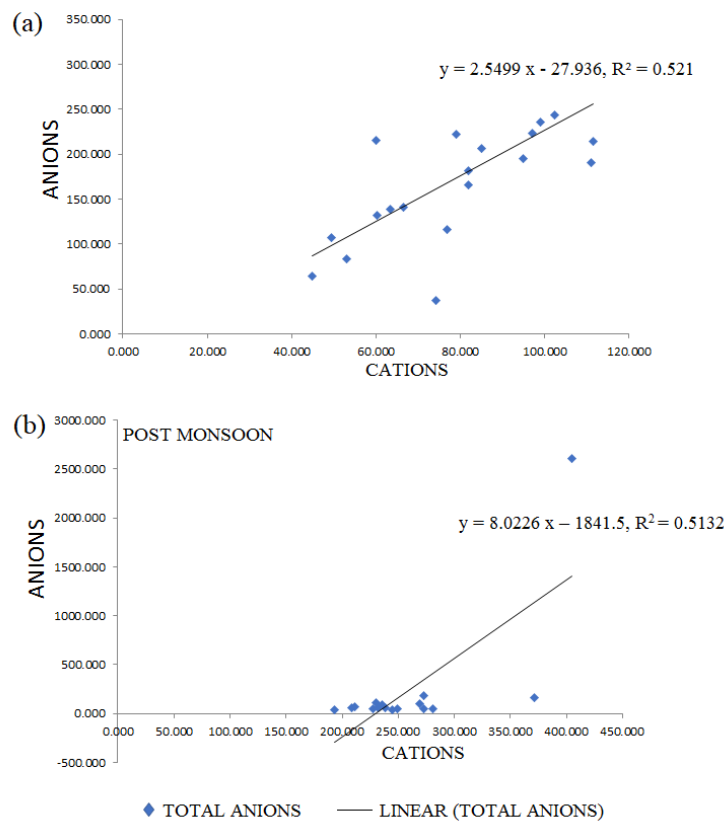 (a)
350.000
300.000
250.000
200.000
150.000
100.000
50.000
0.000
ANIONS
y = 2.5499 x - 27.936, R² = 0.521
0.000 20.000 40.000 60.000 80.000 100.000 120.000
CATIONS
(b)
POST MONSOON
3000.000
2500.000
2000.000
1500.000
1000.000
500.000
0.000
-500.000
ANIONS
y = 8.0226 x – 1841.5, R² = 0.5132
0.000 50.000 100.000 150.000 200.000 250.000 300.000 350.000 400.000 450.000
CATIONS
TOTAL ANIONS LINEAR (TOTAL ANIONS)